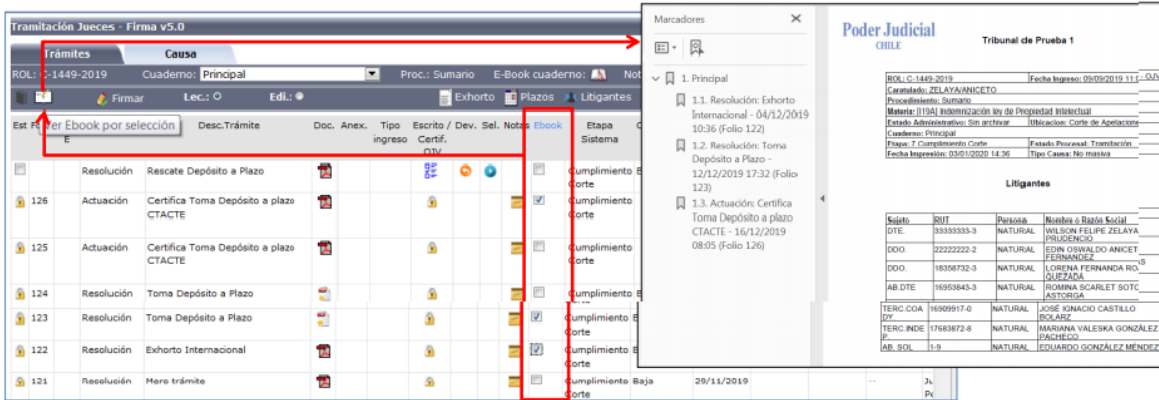 Tramitación Jueces - Firma v5.0
Trámites
Causa
ROL: C-1449-2019
Cuaderno: Principal
Proc.: Sumario
E-Book cuaderno:
Firmar
Lec.:
Edi.:
Exhorto
Plazos
Litigantes
Ver Ebook por selección
Est
Desc.Trámite
Doc. Anex.
Tipo ingreso
Escrito / Certif. OJV
Dev. Sel. Notas Ebook
Etapa Sistema
Resolución Rescate Depósito a Plazo Cumplimiento Corte
126 Actuación Certifica Toma Depósito a plazo CTACTE Cumplimiento Corte
125 Actuación Certifica Toma Depósito a plazo CTACTE Cumplimiento Corte
124 Resolución Toma Depósito a Plazo Cumplimiento
123 Resolución Toma Depósito a Plazo Cumplimiento Corte
122 Resolución Exhorto Internacional Cumplimiento Corte
121 Resolución Mero trámite Cumplimiento Corte Baja 29/11/2019 --
Marcadores
1. Principal
1.1. Resolución: Exhorto
Internacional - 04/12/2019
10:36 (Folio 122)
1.2. Resolución: Toma
Depósito a Plazo -
12/12/2019 17:32 (Folio
123)
1.3. Actuación: Certifica
Toma Depósito a plazo
CTACTE - 16/12/2019
08:05 (Folio 126)
Poder Judicial
CHILE
Tribunal de Prueba 1
ROL: C-1449-2019 Fecha Ingreso: 09/09/2019
Caratulado: ZELAYA/ANICETO
Procedimiento: Sumario
Materia: [I19A] Indemnización ley de Propiedad Intelectual
Estado Administrativo: Sin archivar Ubicacion: Corte de Apelacione
Cuaderno: Principal
Etapa: 7 Cumplimiento Corte Estado Procesal: Tramitación
Fecha Impresión: 03/01/2020 14:36 Tipo Causa: No masiva
Litigantes
Sujeto RUT Persona Nombre o Razón Social
DTE. 33333333-3 NATURAL WILSON FELIPE ZELAYA
PRUDENCIO
DDO. 22222222-2 NATURAL EDIN OSWALDO ANICET
FERNANDEZ
DDO. 18358732-3 NATURAL LORENA FERNANDA
QUEZADA
AB.DTE 16953843-3 NATURAL ROMINA SCARLET SOTO
ASTORGA
TERC.COA
DY. 16909917-0 NATURAL JOSÉ IGNACIO CASTILLO
BOLARZ
TERC.INDE
P. 17683872-8 NATURAL MARIANA VALESKA GONZÁLEZ
PACHECO
AB. SOL 1-9 NATURAL EDUARDO GONZÁLEZ MÉNDEZ